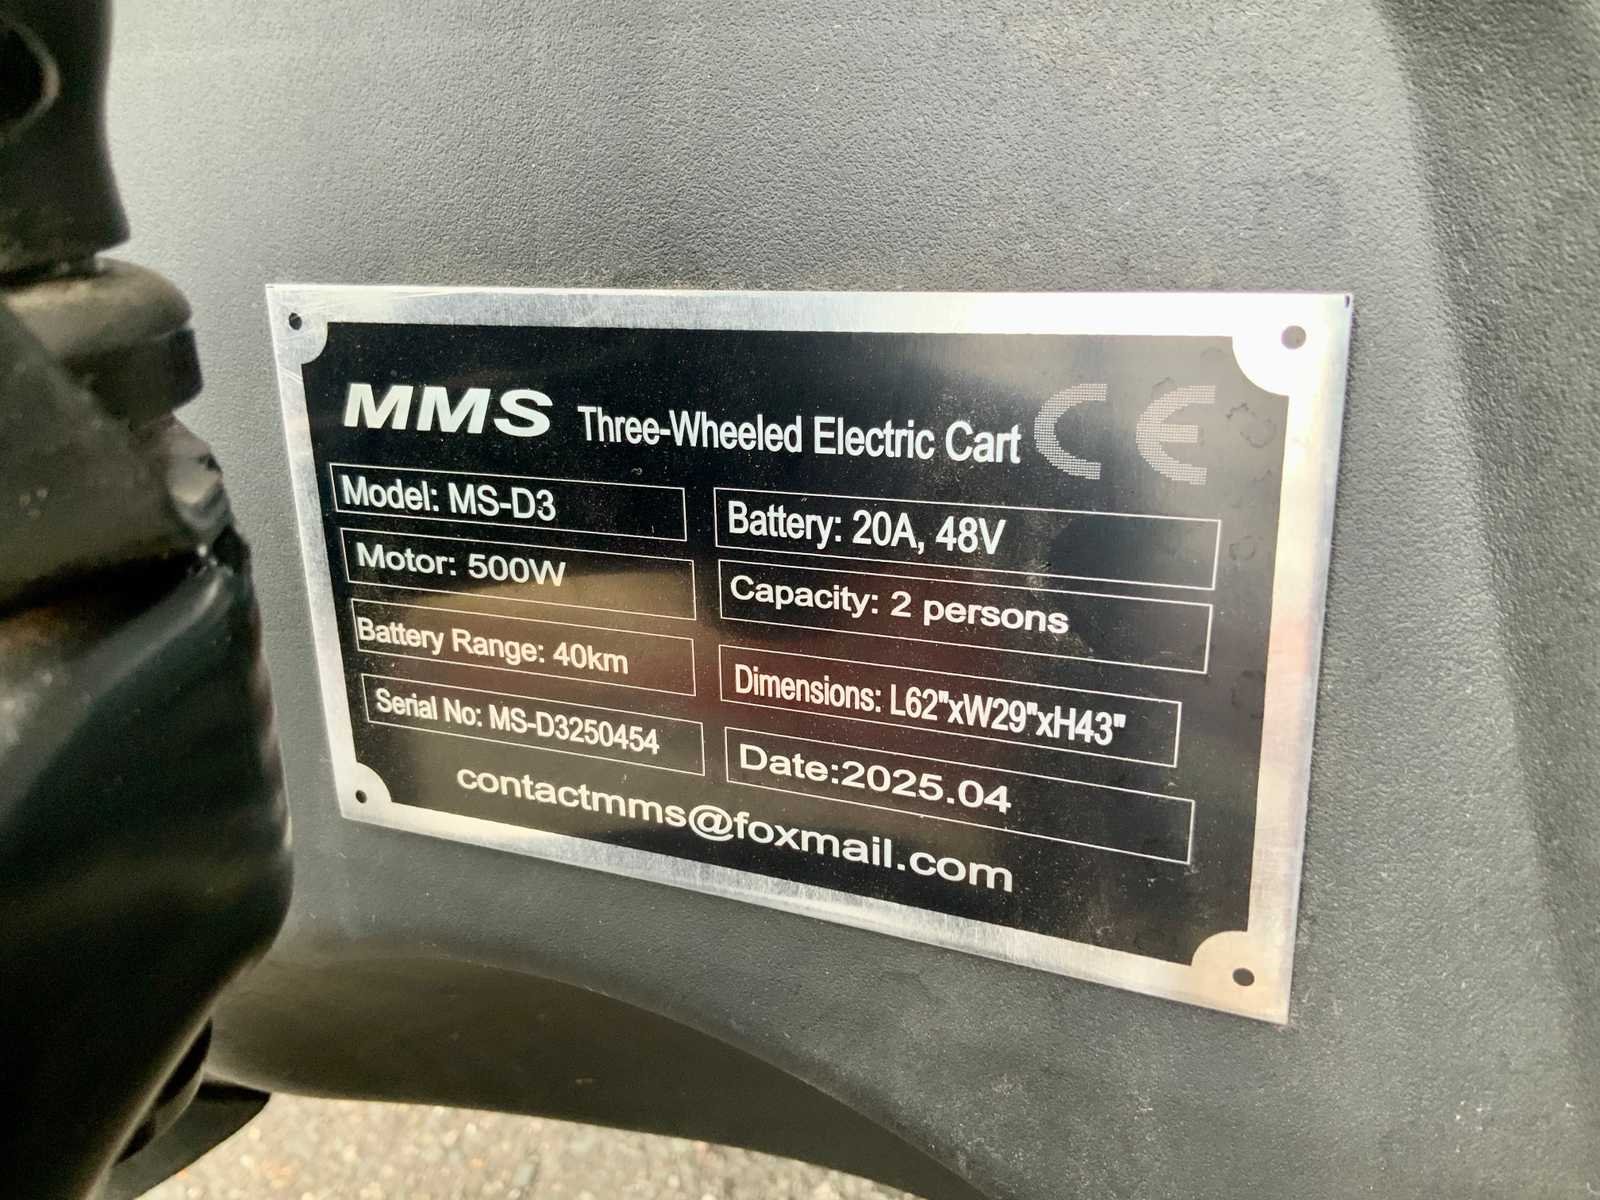 MMS Three-Wheeled Electric Cart CE
Model: MS-D3
Battery: 20A, 48V
Motor: 500W
Capacity: 2 persons
Battery Range: 40km
Dimensions: L62"xW29"xH43"
Serial No: MS-D3250454
Date:2025.04
contactmms@foxmail.com